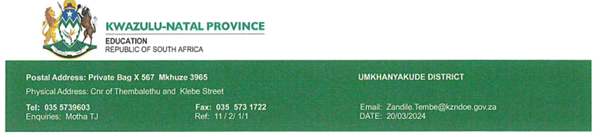 KWAZULU-NATAL PROVINCE
EDUCATION
REPUBLIC OF SOUTH AFRICA
Postal Address: Private Bag X 567 Mkhuze 3965
UMKHANYAKUDE DISTRICT
Physical Address: Cnr of Thembalethu and Klebe Street
Tel: 035 5739603 Fax: 035 573 1722 Email: Zandile.Tembe@kzndoe.gov.za
Enquiries: Motha TJ Ref: 11 / 2/ 1/1 DATE: 20/03/2024